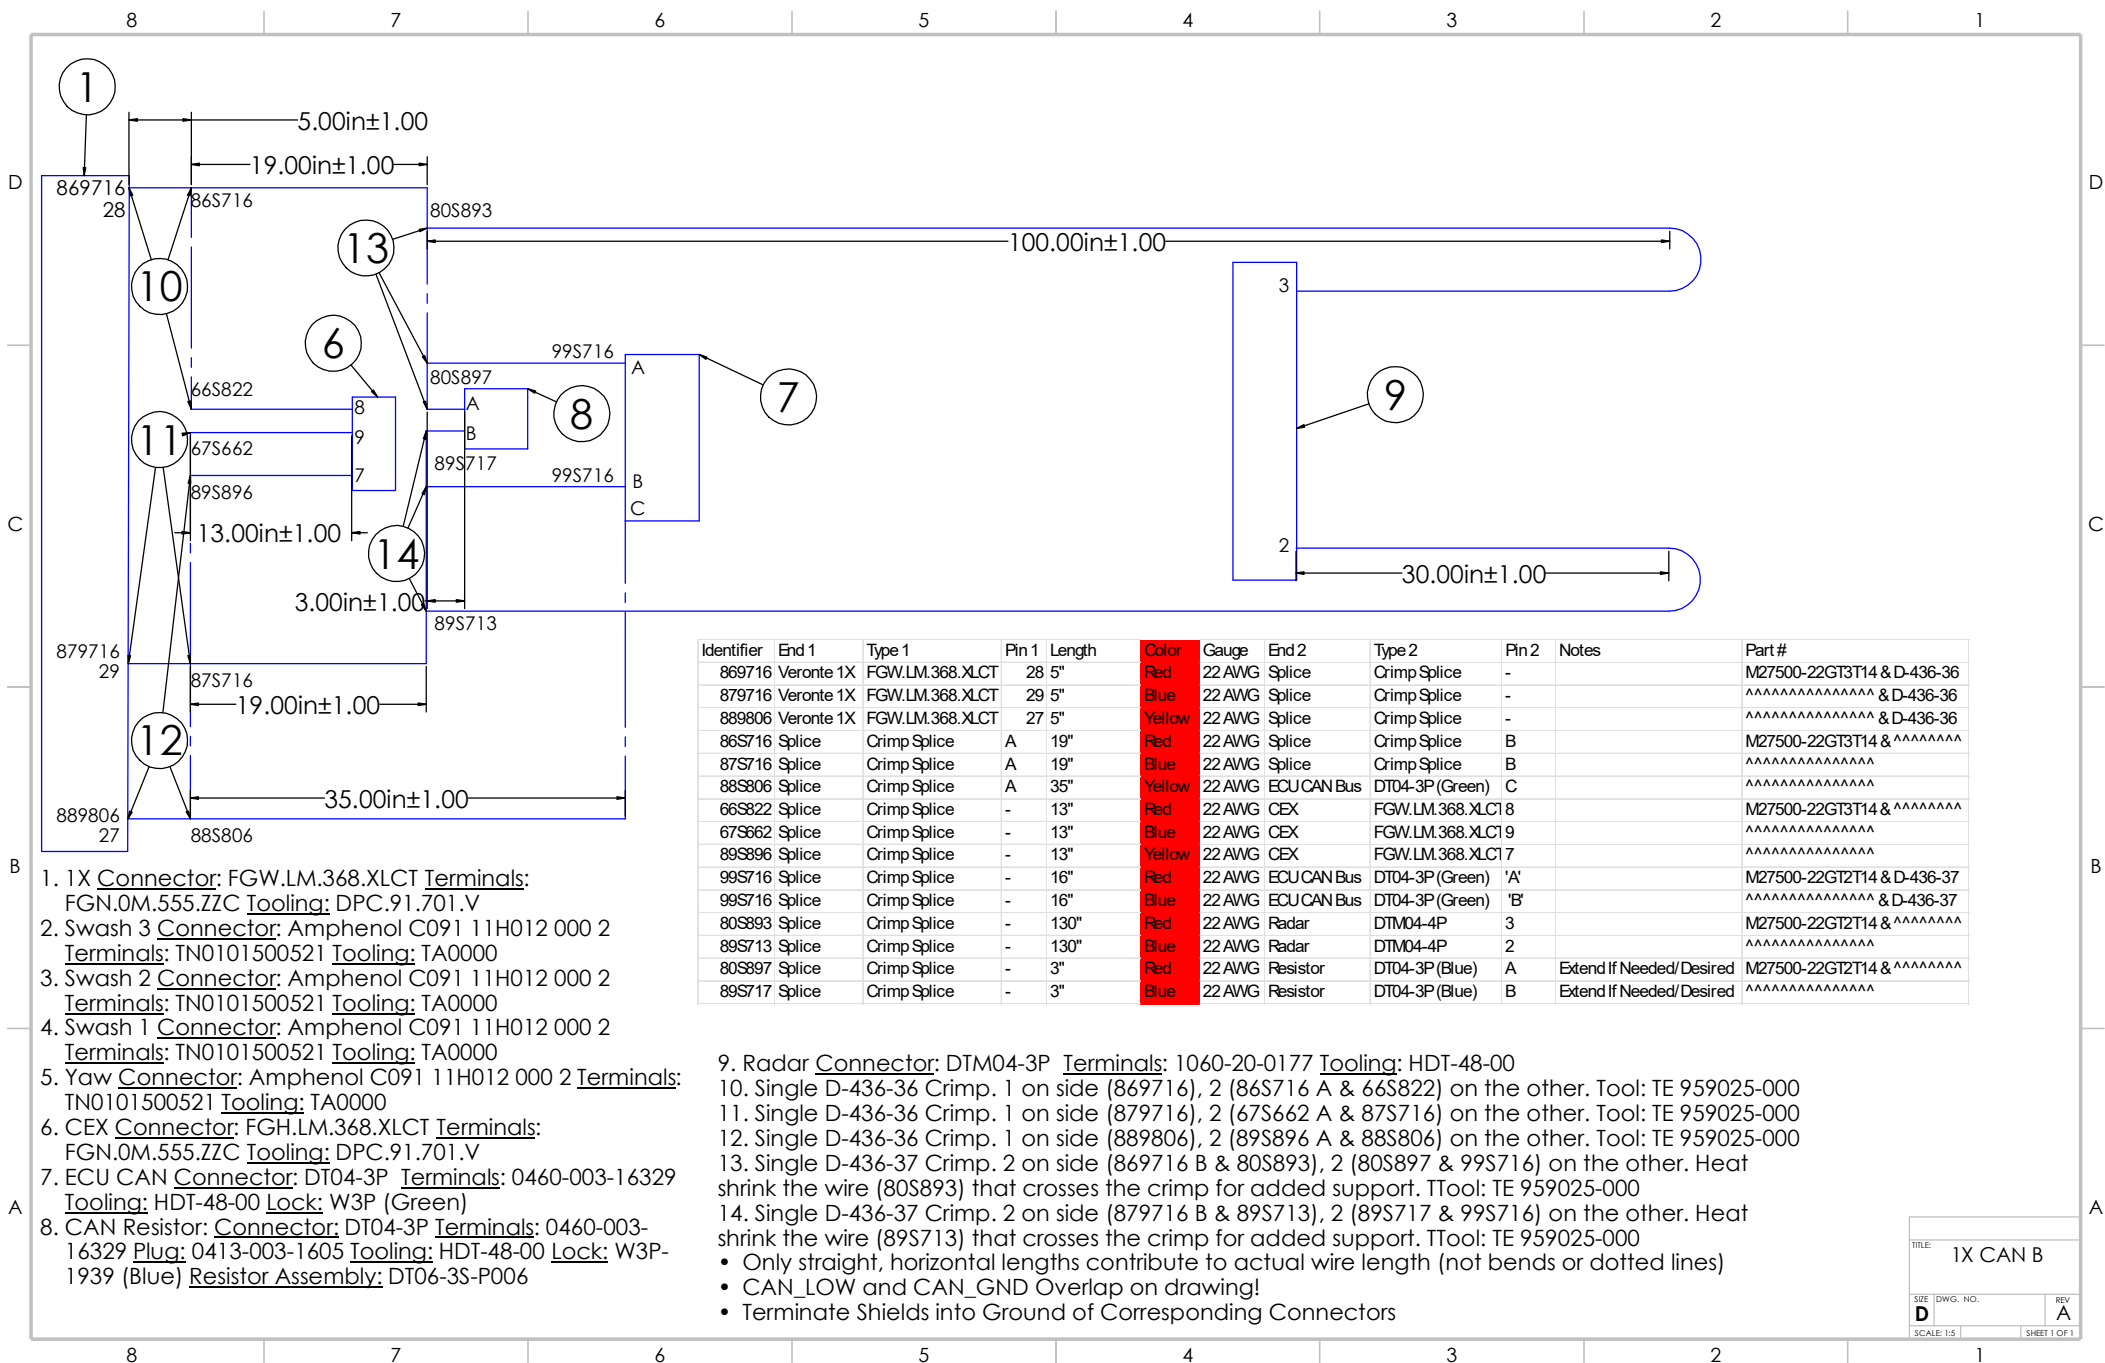 8 7 6 5 4 3 2 1
1
5.00in±1.00
19.00in±1.00
D D
869716
28
86S716
80S893
13
100.00in±1.00
10
3
6
99S716
A
7
66S822
80S897
8
A
8
9
11
9
B
67S662
89S717
99S716
B
7
89S896
C
C C
13.00in±1.00
14
2
30.00in±1.00
3.00in±1.00
89S713
879716
29
87S716
19.00in±1.00
12
35.00in±1.00
889806
27
88S806
Identifier End 1 Type 1 Pin 1 Length Color Gauge End 2 Type 2 Pin 2 Notes Part #
869716 Veronte 1X FGW.LM.368.XLCT 28 5" Red 22 AWG Splice Crimp Splice - M27500-22GT3T14 & D-436-36
879716 Veronte 1X FGW.LM.368.XLCT 29 5" Blue 22 AWG Splice Crimp Splice - ^^^^^^^^^^^^^^^ & D-436-36
889806 Veronte 1X FGW.LM.368.XLCT 27 5" Yellow 22 AWG Splice Crimp Splice - ^^^^^^^^^^^^^^^ & D-436-36
86S716 Splice Crimp Splice A 19" Red 22 AWG Splice Crimp Splice B M27500-22GT3T14 & ^^^^^^^^
87S716 Splice Crimp Splice A 19" Blue 22 AWG Splice Crimp Splice B ^^^^^^^^^^^^^^^
88S806 Splice Crimp Splice A 35" Yellow 22 AWG ECU CAN Bus DT04-3P (Green) C ^^^^^^^^^^^^^^^
66S822 Splice Crimp Splice - 13" Red 22 AWG CEX FGW.LM.368.XLCT 8 M27500-22GT3T14 & ^^^^^^^^
67S662 Splice Crimp Splice - 13" Blue 22 AWG CEX FGW.LM.368.XLCT 9 ^^^^^^^^^^^^^^^
89S896 Splice Crimp Splice - 13" Yellow 22 AWG CEX FGW.LM.368.XLCT 7 ^^^^^^^^^^^^^^^
99S716 Splice Crimp Splice - 16" Red 22 AWG ECU CAN Bus DT04-3P (Green) 'A' M27500-22GT2T14 & D-436-37
99S716 Splice Crimp Splice - 16" Blue 22 AWG ECU CAN Bus DT04-3P (Green) 'B' ^^^^^^^^^^^^^^^ & D-436-37
80S893 Splice Crimp Splice - 130" Red 22 AWG Radar DTM04-4P 3 M27500-22GT2T14 & ^^^^^^^^
89S713 Splice Crimp Splice - 130" Blue 22 AWG Radar DTM04-4P 2 ^^^^^^^^^^^^^^^
80S897 Splice Crimp Splice - 3" Red 22 AWG Resistor DT04-3P (Blue) A Extend If Needed/Desired M27500-22GT2T14 & ^^^^^^^^
89S717 Splice Crimp Splice - 3" Blue 22 AWG Resistor DT04-3P (Blue) B Extend If Needed/Desired ^^^^^^^^^^^^^^^
B B
1. 1X Connector: FGW.LM.368.XLCT Terminals:
FGN.0M.555.ZZC Tooling: DPC.91.701.V
2. Swash 3 Connector: Amphenol C091 11H012 000 2
Terminals: TN0101500521 Tooling: TA0000
3. Swash 2 Connector: Amphenol C091 11H012 000 2
Terminals: TN0101500521 Tooling: TA0000
4. Swash 1 Connector: Amphenol C091 11H012 000 2
Terminals: TN0101500521 Tooling: TA0000
5. Yaw Connector: Amphenol C091 11H012 000 2 Terminals:
TN0101500521 Tooling: TA0000
6. CEX Connector: FGH.LM.368.XLCT Terminals:
FGN.0M.555.ZZC Tooling: DPC.91.701.V
7. ECU CAN Connector: DT04-3P Terminals: 0460-003-16329
Tooling: HDT-48-00 Lock: W3P (Green)
8. CAN Resistor: Connector: DT04-3P Terminals: 0460-003-
16329 Plug: 0413-003-1605 Tooling: HDT-48-00 Lock: W3P-
1939 (Blue) Resistor Assembly: DT06-3S-P006
9. Radar Connector: DTM04-3P Terminals: 1060-20-0177 Tooling: HDT-48-00
10. Single D-436-36 Crimp. 1 on side (869716), 2 (86S716 A & 66S822) on the other. Tool: TE 959025-000
11. Single D-436-36 Crimp. 1 on side (879716), 2 (67S662 A & 87S716) on the other. Tool: TE 959025-000
12. Single D-436-36 Crimp. 1 on side (889806), 2 (89S896 A & 88S806) on the other. Tool: TE 959025-000
13. Single D-436-37 Crimp. 2 on side (869716 B & 80S893), 2 (80S897 & 99S716) on the other. Heat
shrink the wire (80S893) that crosses the crimp for added support. TTool: TE 959025-000
14. Single D-436-37 Crimp. 2 on side (879716 B & 89S713), 2 (89S717 & 99S716) on the other. Heat
shrink the wire (89S713) that crosses the crimp for added support. TTool: TE 959025-000
• Only straight, horizontal lengths contribute to actual wire length (not bends or dotted lines)
• CAN_LOW and CAN_GND Overlap on drawing!
• Terminate Shields into Ground of Corresponding Connectors
A A
TITLE:
1X CAN B
SIZE DWG. NO. REV
D A
SCALE: 1:5 SHEET 1 OF 1
8 7 6 5 4 3 2 1